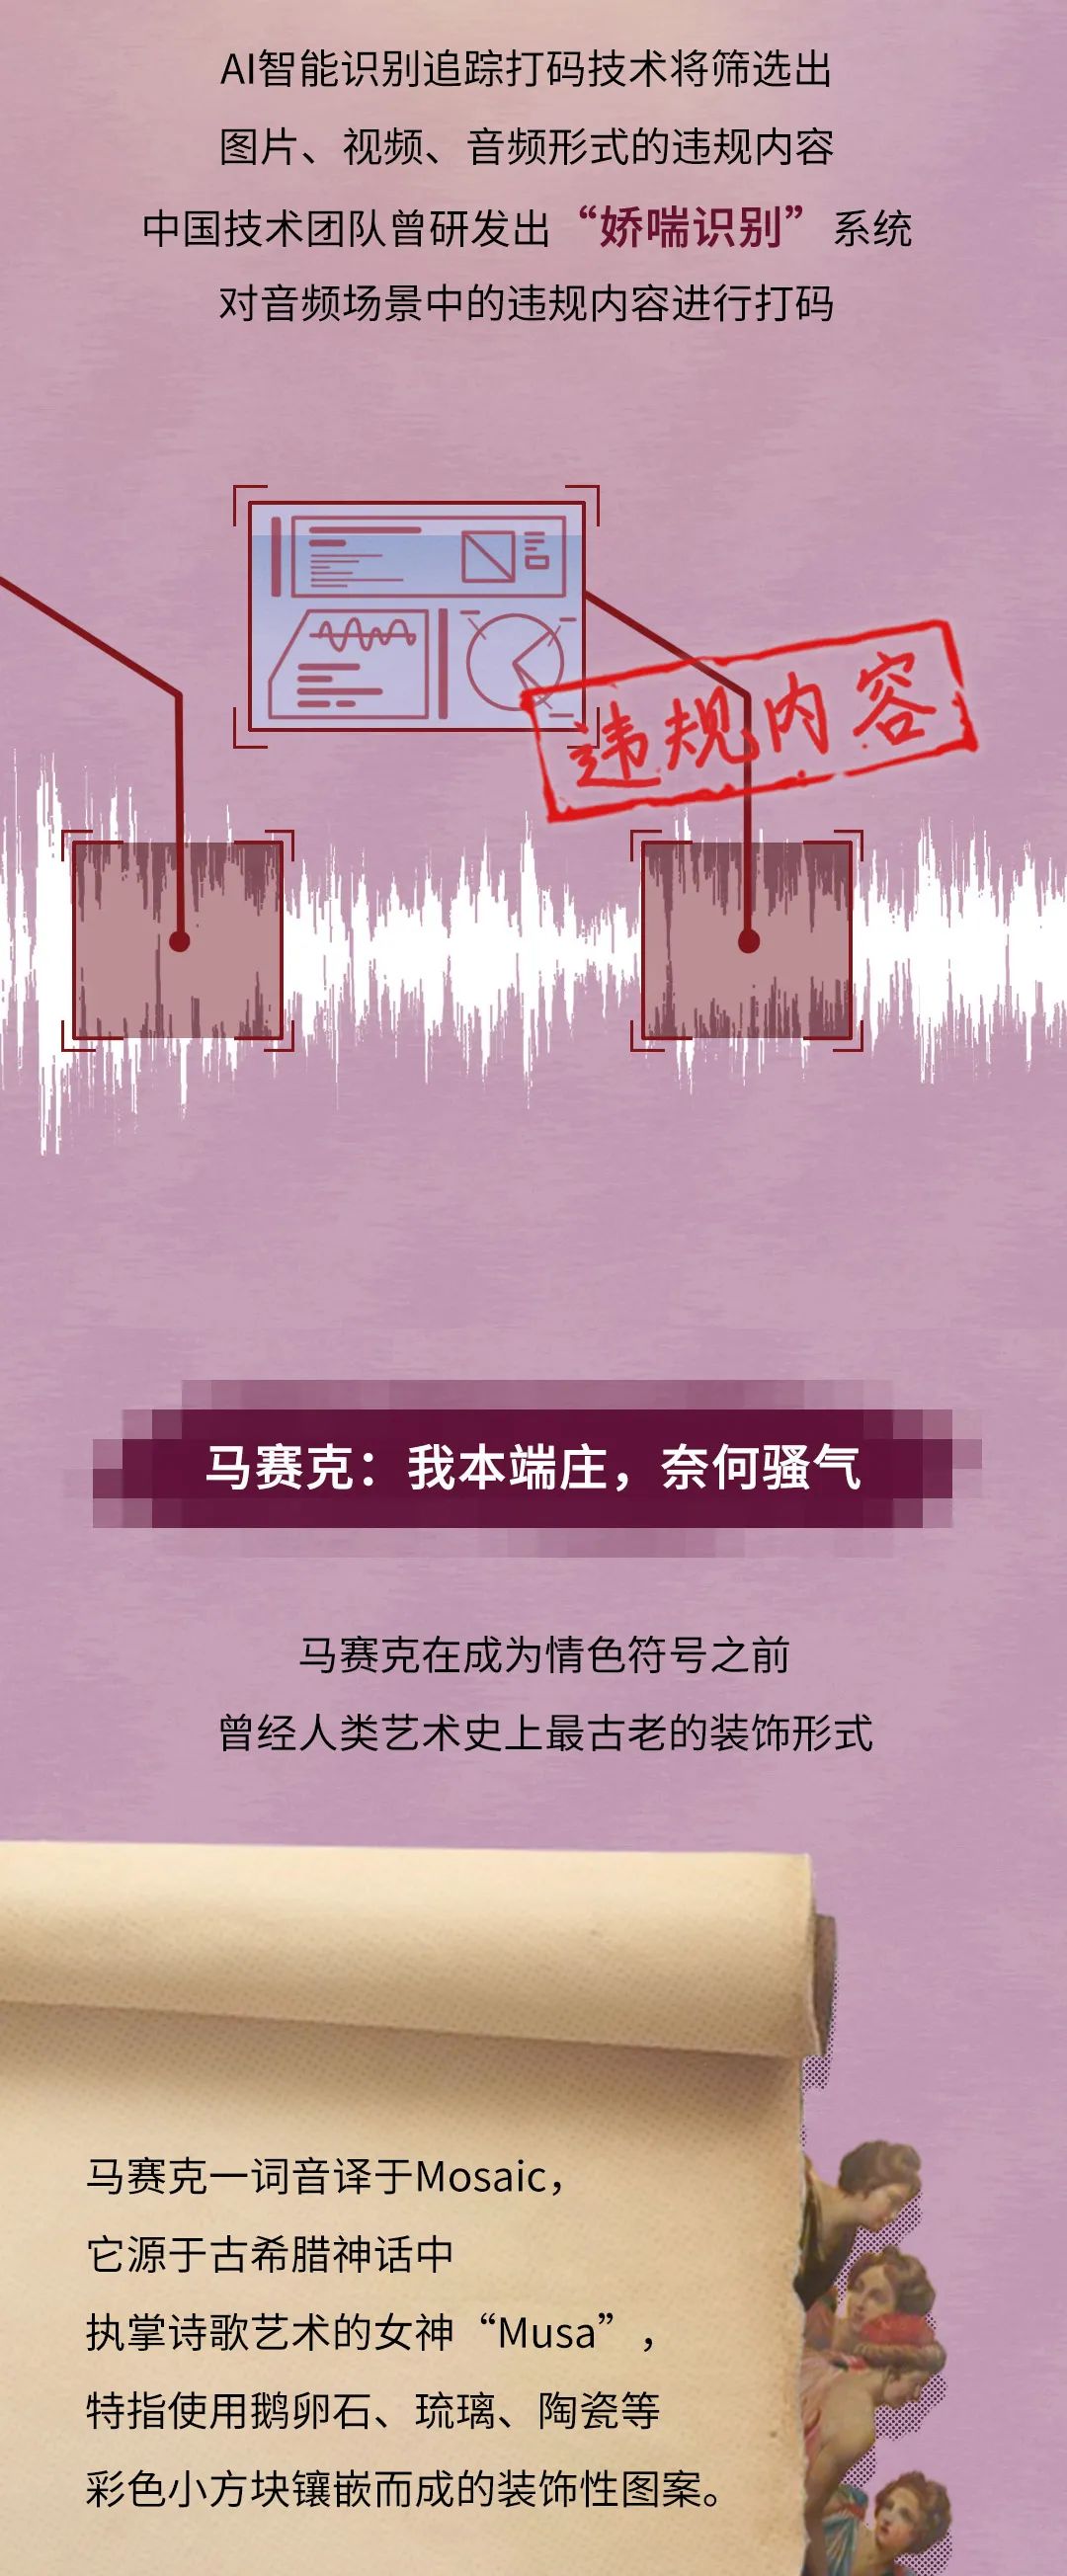 AI智能识别追踪打码技术将筛选出
图片、视频、音频形式的违规内容
中国技术团队曾研发出“娇喘识别”系统
对音频场景中的违规内容进行打码
违规内容
马赛克：我本端庄，奈何骚气
马赛克在成为情色符号之前
曾经人类艺术史上最古老的装饰形式
马赛克一词音译于Mosaic，
它源于古希腊神话中
执掌诗歌艺术的女神“Musa”，
特指使用鹅卵石、琉璃、陶瓷等
彩色小方块镶嵌而成的装饰性图案。